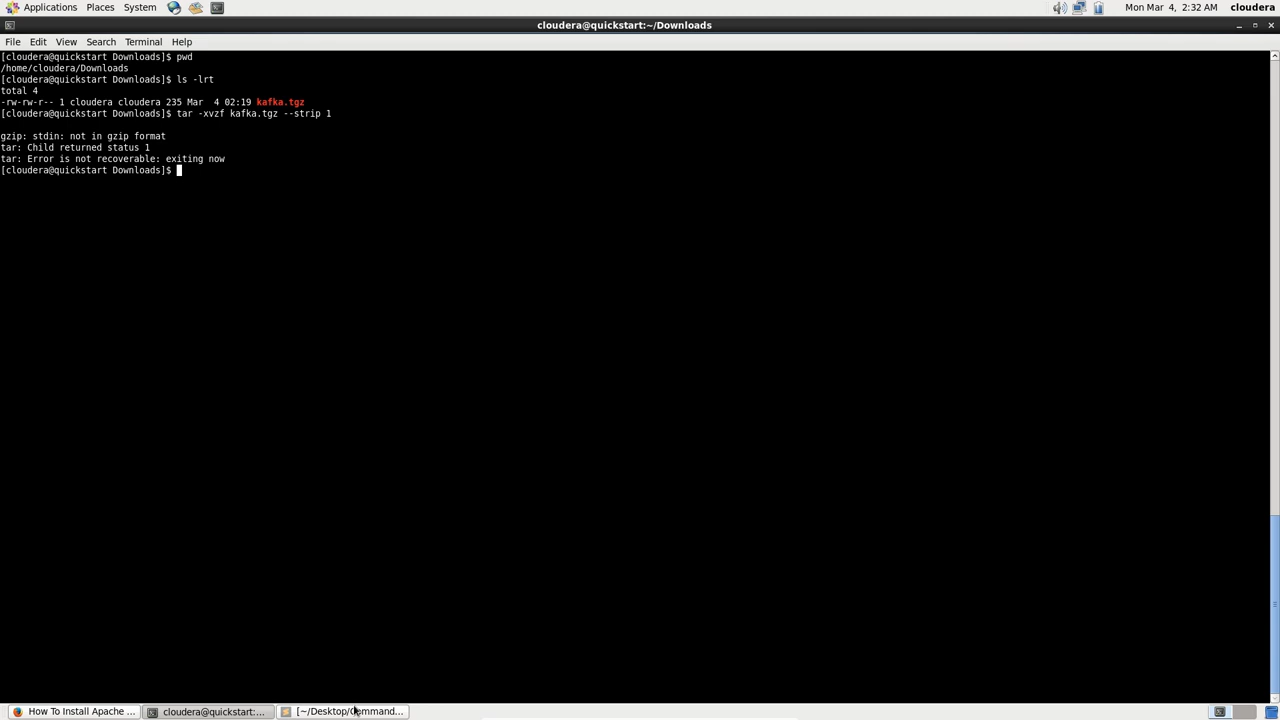 Applications Places System Mon Mar 4, 2:32 AM cloudera
cloudera@quickstart:~/Downloads
File Edit View Search Terminal Help
[cloudera@quickstart Downloads]$ pwd
/home/cloudera/Downloads
[cloudera@quickstart Downloads]$ ls -lrt
total 4
-rw-rw-r-- 1 cloudera cloudera 235 Mar  4 02:19 kafka.tgz
[cloudera@quickstart Downloads]$ tar -xvzf kafka.tgz --strip 1
gzip: stdin: not in gzip format
tar: Child returned status 1
tar: Error is not recoverable: exiting now
[cloudera@quickstart Downloads]$
How To Install Apache ... cloudera@quickstart:... [~/Desktop/Command...